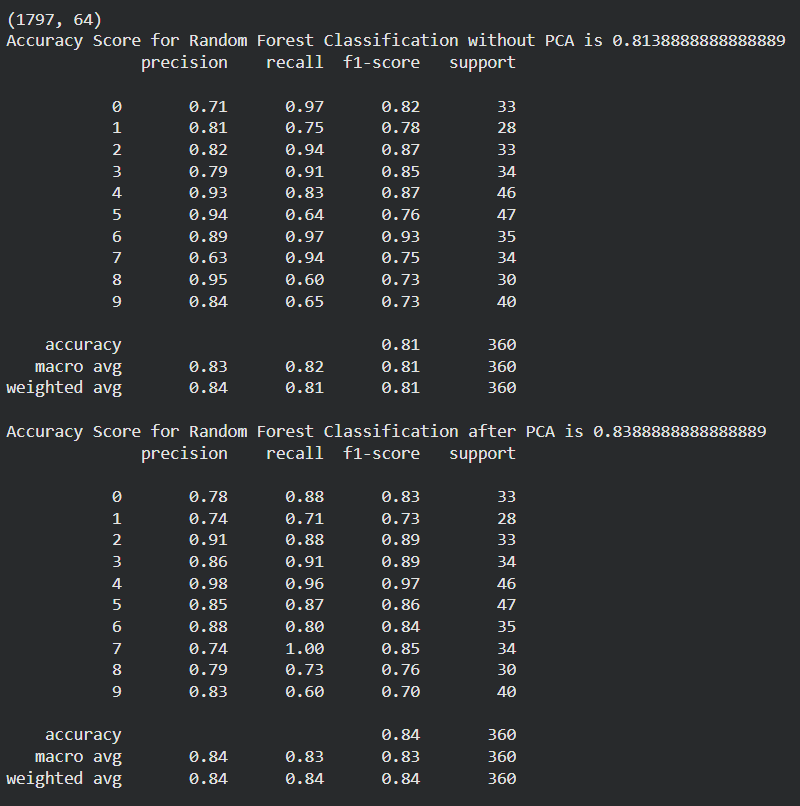 (1797, 64)
Accuracy Score for Random Forest Classification without PCA is 0.8138888888888889
              precision    recall  f1-score   support

           0       0.71      0.97      0.82        33
           1       0.81      0.75      0.78        28
           2       0.82      0.94      0.87        33
           3       0.79      0.91      0.85        34
           4       0.93      0.83      0.87        46
           5       0.94      0.64      0.76        47
           6       0.89      0.97      0.93        35
           7       0.63      0.94      0.75        34
           8       0.95      0.60      0.73        30
           9       0.84      0.65      0.73        40

    accuracy                           0.81       360
   macro avg       0.83      0.82      0.81       360
weighted avg       0.84      0.81      0.81       360

Accuracy Score for Random Forest Classification after PCA is 0.8388888888888889
              precision    recall  f1-score   support

           0       0.78      0.88      0.83        33
           1       0.74      0.71      0.73        28
           2       0.91      0.88      0.89        33
           3       0.86      0.91      0.89        34
           4       0.98      0.96      0.97        46
           5       0.85      0.87      0.86        47
           6       0.88      0.80      0.84        35
           7       0.74      1.00      0.85        34
           8       0.79      0.73      0.76        30
           9       0.83      0.60      0.70        40

    accuracy                           0.84       360
   macro avg       0.84      0.83      0.83       360
weighted avg       0.84      0.84      0.84       360